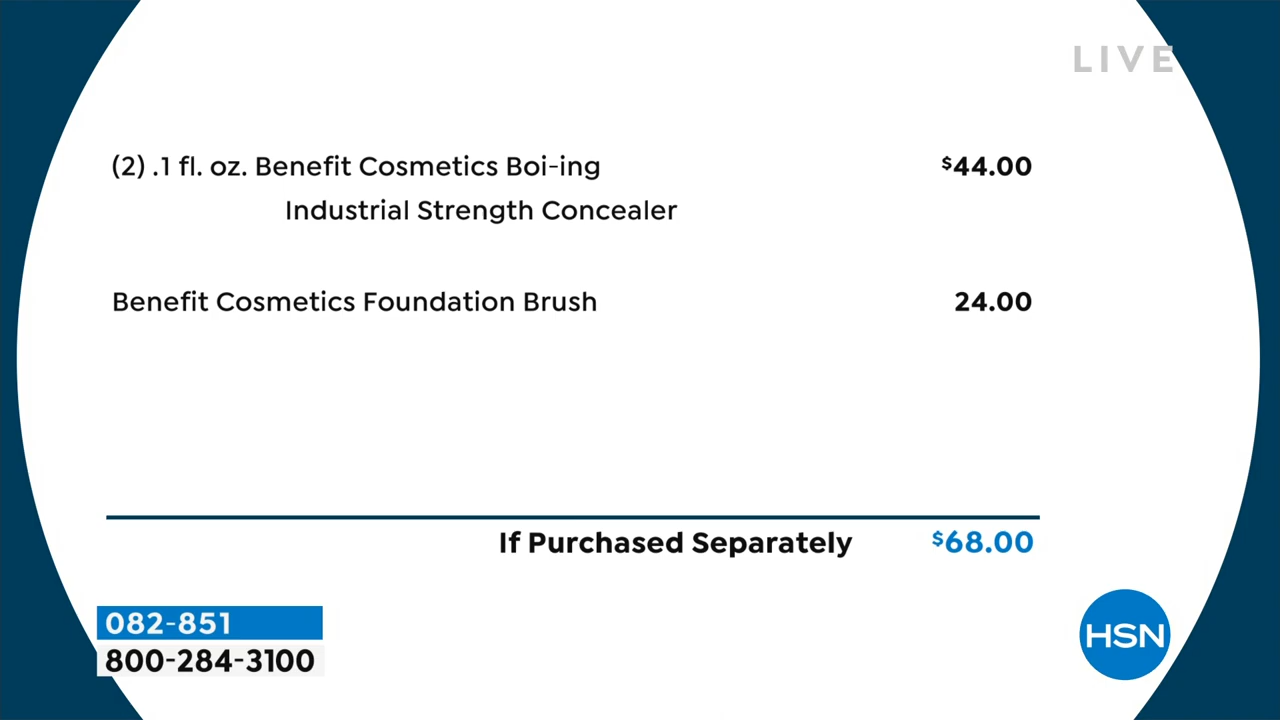 LIVE
(2) .1 fl. oz. Benefit Cosmetics Boi-ing $44.00
Industrial Strength Concealer
Benefit Cosmetics Foundation Brush 24.00
If Purchased Separately $68.00
082-851
800-284-3100
HSN